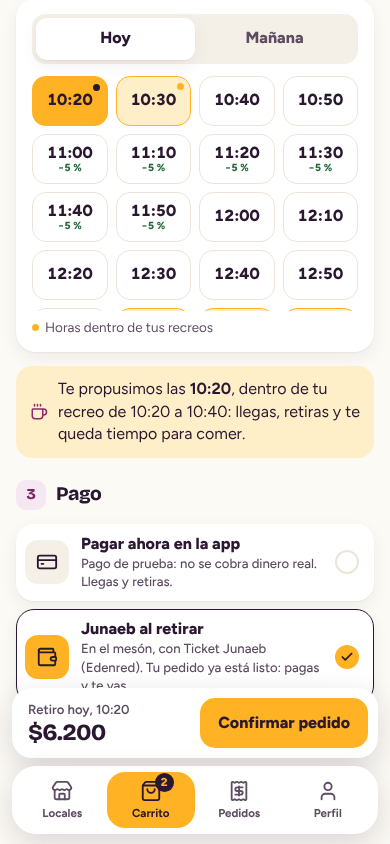 Hoy Mañana
10:20 10:30 10:40 10:50
11:00 11:10 11:20 11:30
-5 % -5 % -5 % -5 %
11:40 11:50 12:00 12:10
-5 % -5 %
12:20 12:30 12:40 12:50
Horas dentro de tus recreos
Te propusimos las 10:20, dentro de tu
recreo de 10:20 a 10:40: llegas, retiras y te
queda tiempo para comer.
3 Pago
Pagar ahora en la app
Pago de prueba: no se cobra dinero real.
Llegas y retiras.
Junaeb al retirar
En el mesón, con Ticket Junaeb
(Edenred). Tu pedido ya está listo: pagas
y te vas.
Retiro hoy, 10:20
$6.200
Confirmar pedido
2
Locales Carrito Pedidos Perfil